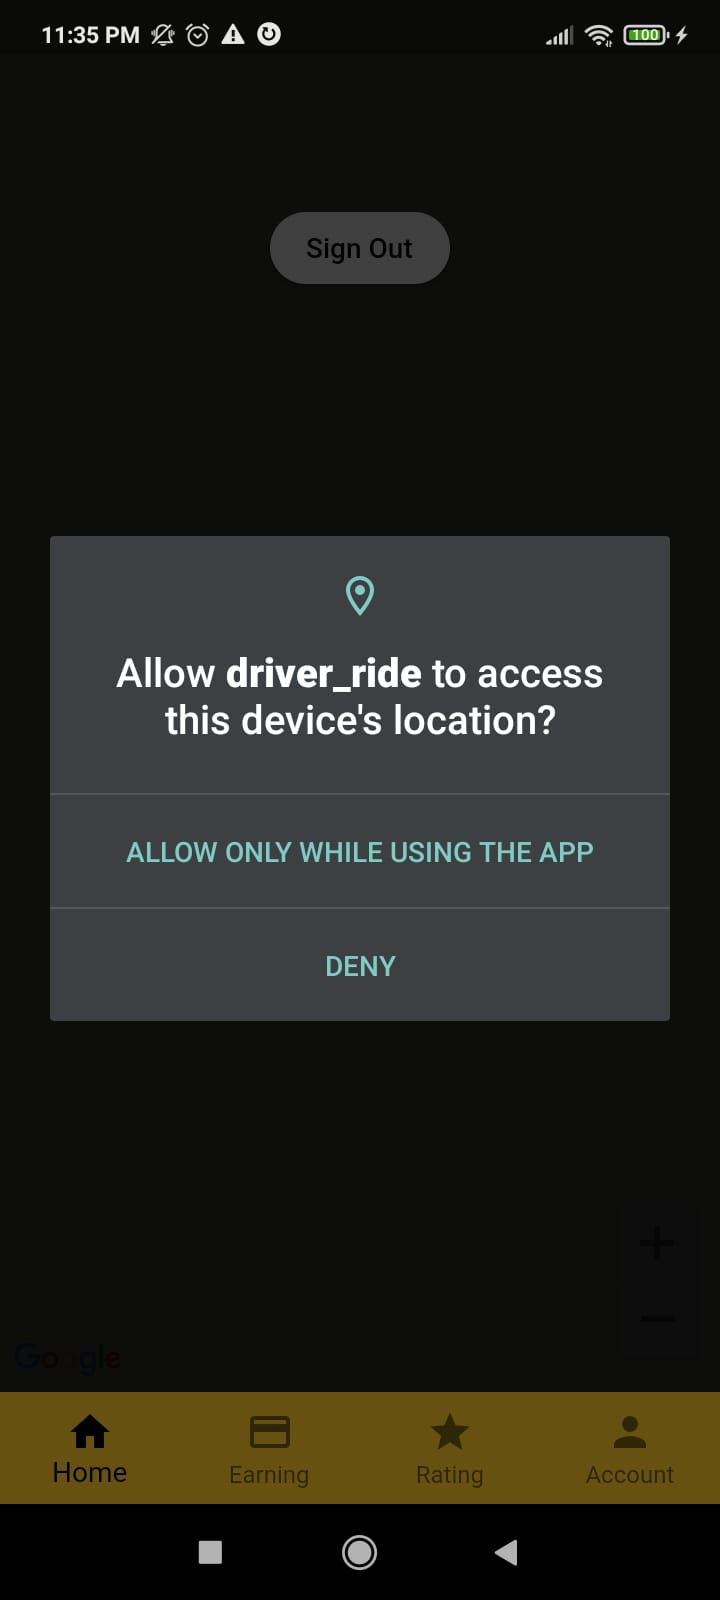 11:35 PM
100
Sign Out
Allow driver_ride to access
this device's location?
ALLOW ONLY WHILE USING THE APP
DENY
Google
Home
Earning
Rating
Account